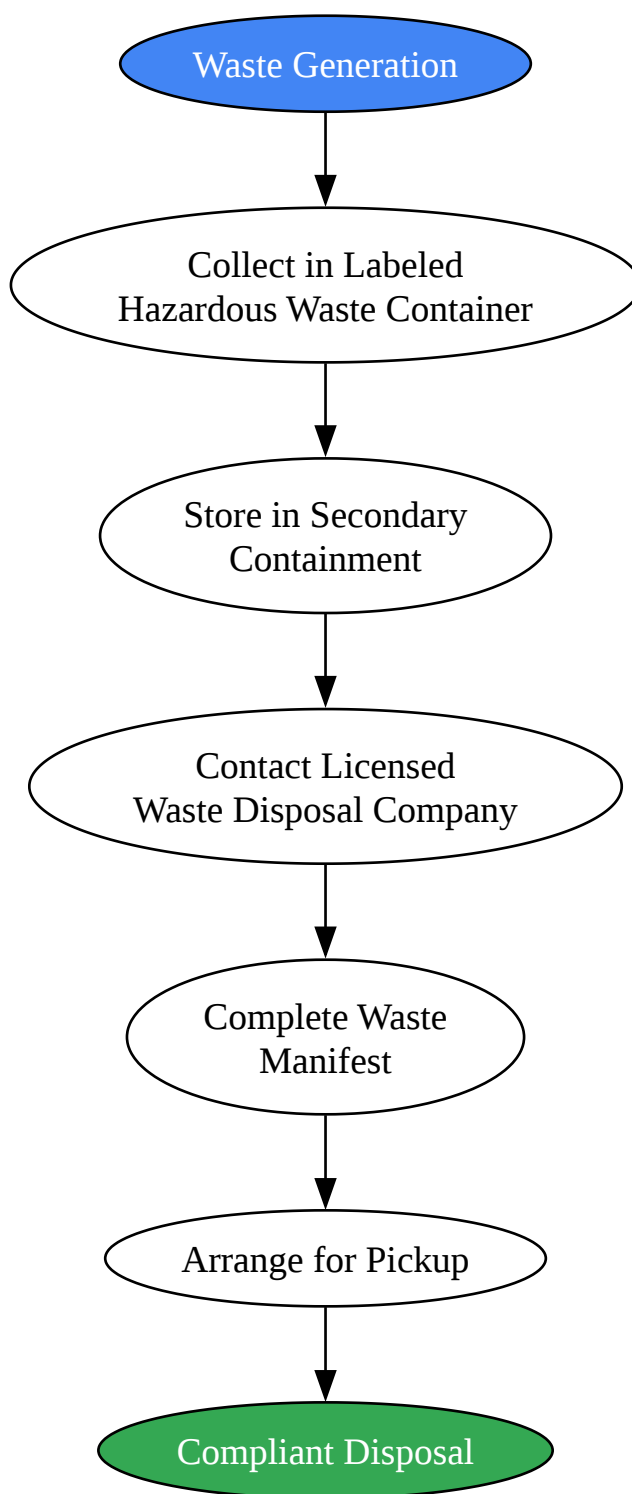 Waste Generation
Collect in Labeled
Hazardous Waste Container
Store in Secondary
Containment
Contact Licensed
Waste Disposal Company
Complete Waste
Manifest
Arrange for Pickup
Compliant Disposal